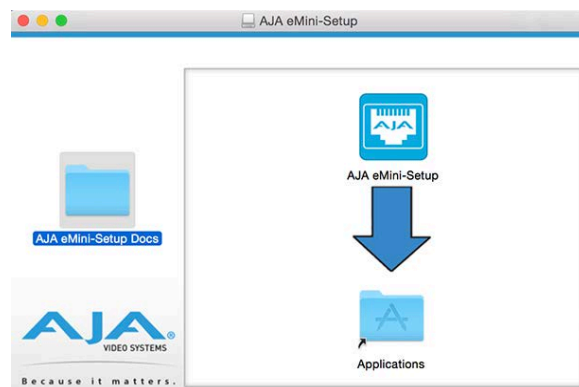 AJA eMini-Setup
AJA
AJA eMini-Setup
AJA eMini-Setup Docs
AJA®
VIDEO SYSTEMS
Because it matters.
Applications